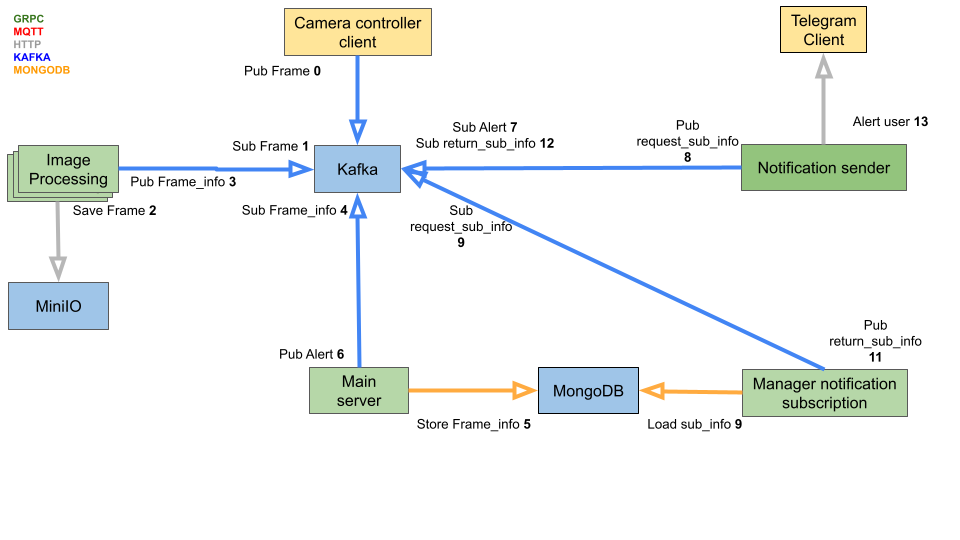 GRPC
MQTT
HTTP
KAFKA
MONGODB
Camera controller
client
Telegram
Client
Pub Frame 0
Alert user 13
Sub Alert 7
Sub return_sub_info 12
Pub
request_sub_info
8
Sub Frame 1
Image
Processing
Kafka
Notification sender
Pub Frame_info 3
Save Frame 2
Sub Frame_info 4
Sub
request_sub_info
9
MiniIO
Pub
return_sub_info
11
Pub Alert 6
Main
server
MongoDB
Manager notification
subscription
Store Frame_info 5
Load sub_info 9